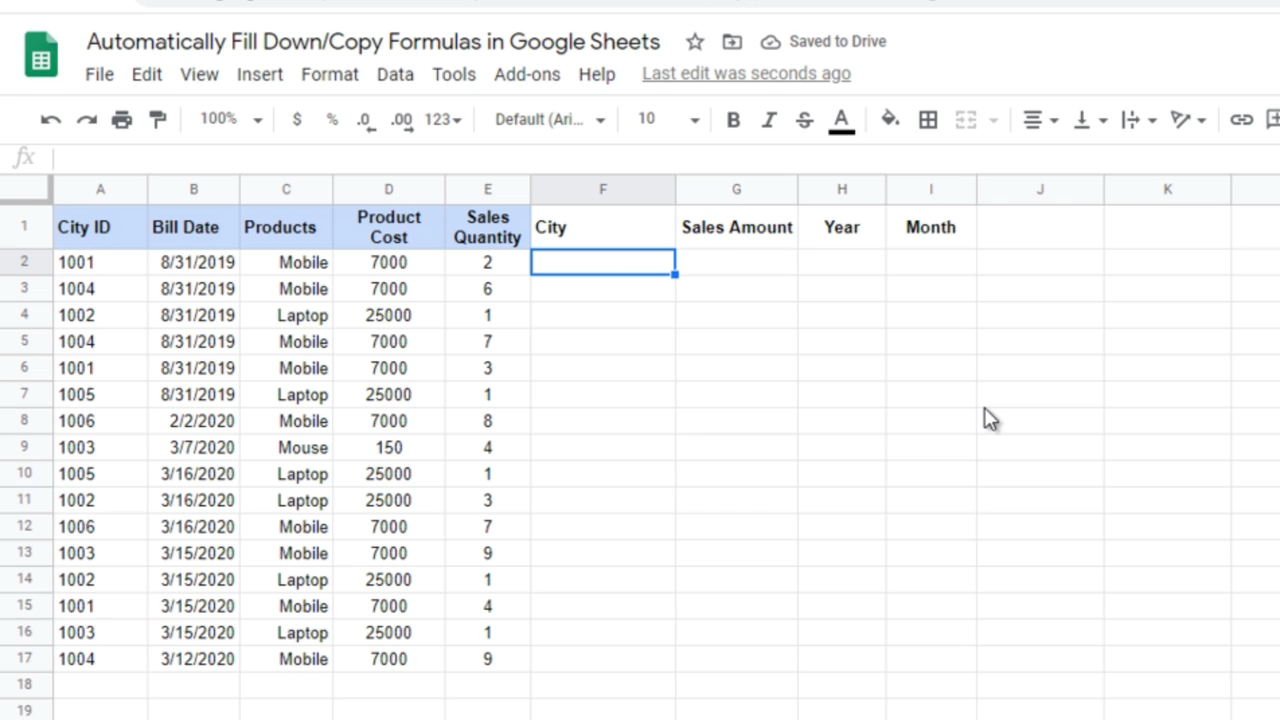 Automatically Fill Down/Copy Formulas in Google Sheets Saved to Drive
File Edit View Insert Format Data Tools Add-ons Help Last edit was seconds ago
100% $ % .0 .00 123 Default (Ari... 10 B I S A
fx
A B C D E F G H I J K
1 City ID Bill Date Products Product Cost Sales Quantity City Sales Amount Year Month
2 1001 8/31/2019 Mobile 7000 2
3 1004 8/31/2019 Mobile 7000 6
4 1002 8/31/2019 Laptop 25000 1
5 1004 8/31/2019 Mobile 7000 7
6 1001 8/31/2019 Mobile 7000 3
7 1005 8/31/2019 Laptop 25000 1
8 1006 2/2/2020 Mobile 7000 8
9 1003 3/7/2020 Mouse 150 4
10 1005 3/16/2020 Laptop 25000 1
11 1002 3/16/2020 Laptop 25000 3
12 1006 3/16/2020 Mobile 7000 7
13 1003 3/15/2020 Mobile 7000 9
14 1002 3/15/2020 Laptop 25000 1
15 1001 3/15/2020 Mobile 7000 4
16 1003 3/15/2020 Laptop 25000 1
17 1004 3/12/2020 Mobile 7000 9
18
19